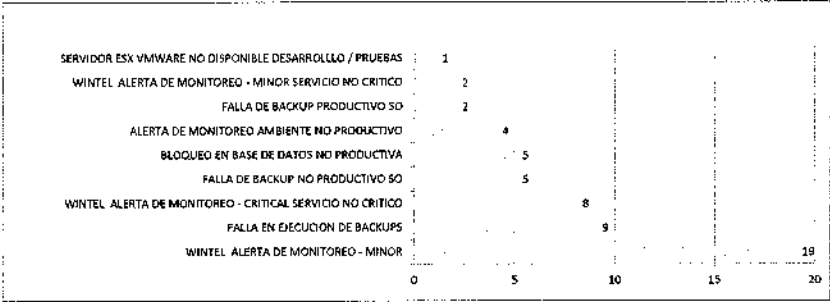 SERVIDOR ESX VMWARE NO DISPONIBLE DESARROLLLO / PRUEBAS 1
WINTEL ALERTA DE MONITOREO - MINOR SERVICIO NO CRITICO 2
FALLA DE BACKUP PRODUCTIVO SO 2
ALERTA DE MONITOREO AMBIENTE NO PRODUCTIVO 4
BLOQUEO EN BASE DE DATOS NO PRODUCTIVA 5
FALLA DE BACKUP NO PRODUCTIVO SO 5
WINTEL ALERTA DE MONITOREO - CRITICAL SERVICIO NO CRITICO 8
FALLA EN EJECUCION DE BACKUPS 9
WINTEL ALERTA DE MONITOREO - MINOR 19
0 5 10 15 20